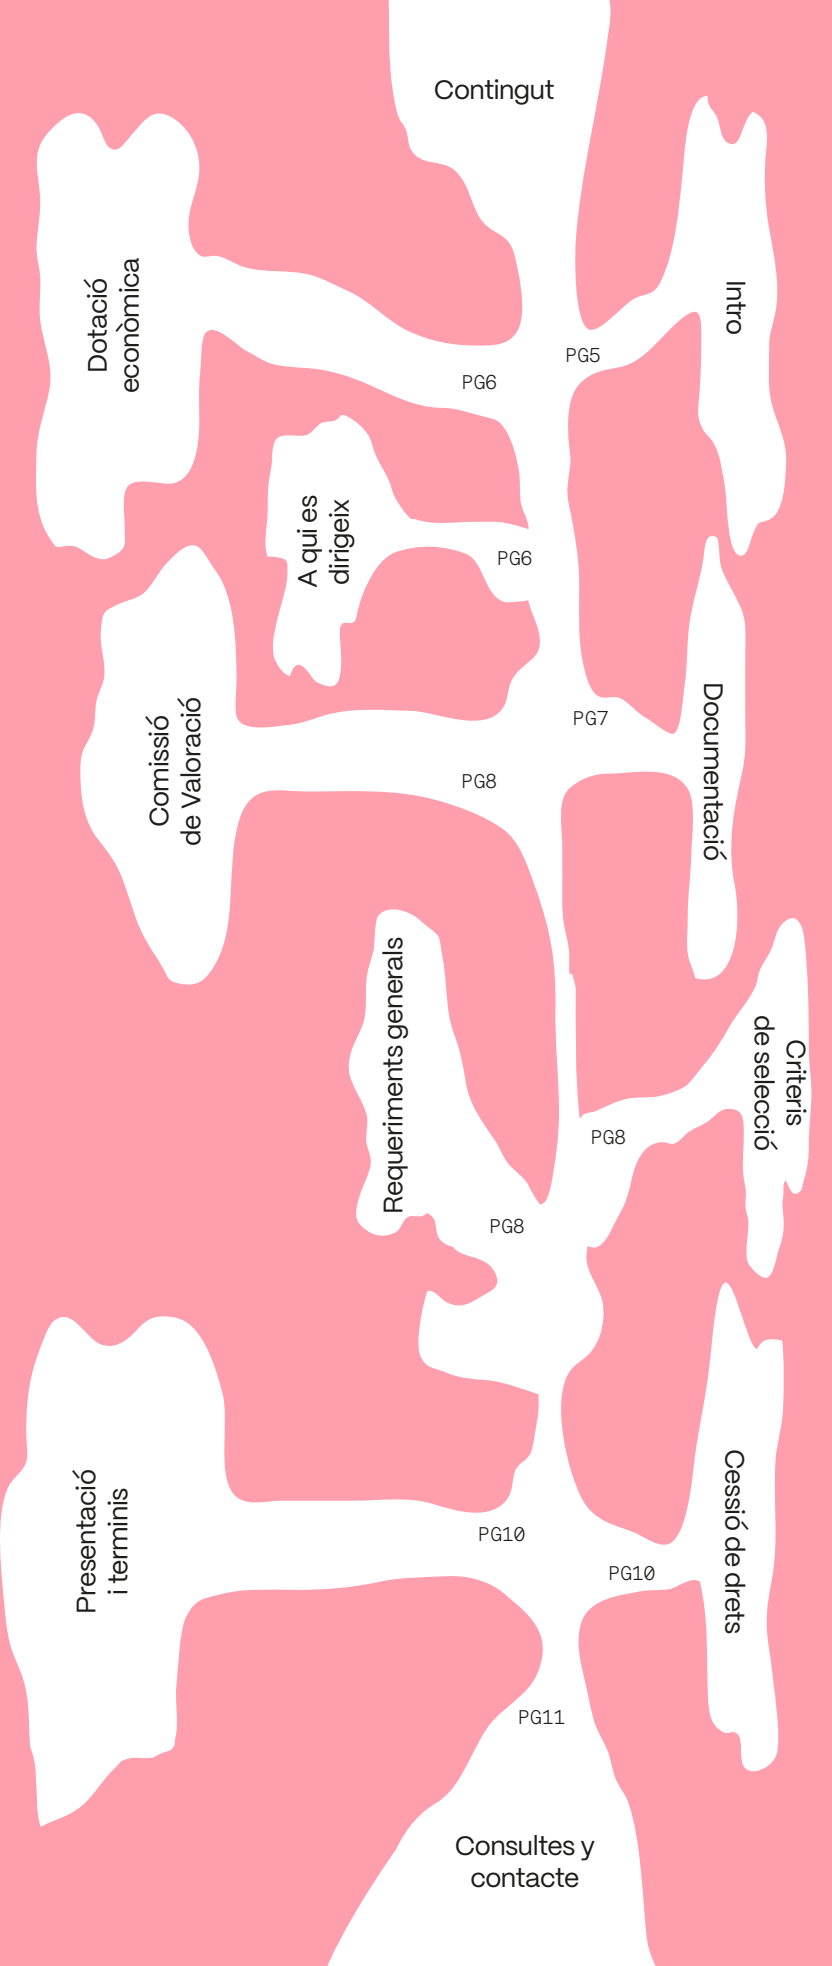 Contingut
Intro
PG5
Dotació
econòmica
PG6
A qui es
dirigeix
PG6
Documentació
PG7
Comissió
de Valoració
PG8
Requeriments generals
PG8
Criteris
de selecció
PG8
Presentació
i terminis
PG10
Cessió de drets
PG10
PG11
Consultes y
contacte